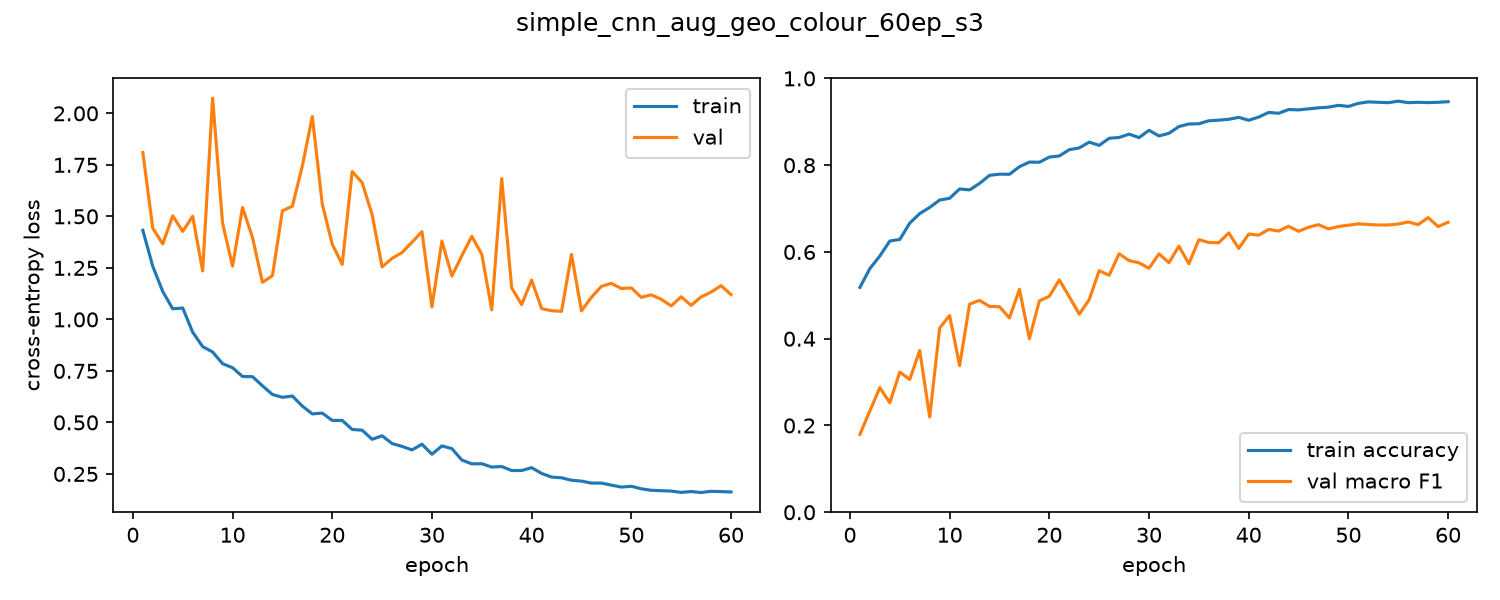 simple_cnn_aug_geo_colour_60ep_s3
cross-entropy loss
2.00
1.75
1.50
1.25
1.00
0.75
0.50
0.25
0 10 20 30 40 50 60
epoch
train
val
1.0
0.8
0.6
0.4
0.2
0.0
0 10 20 30 40 50 60
epoch
train accuracy
val macro F1